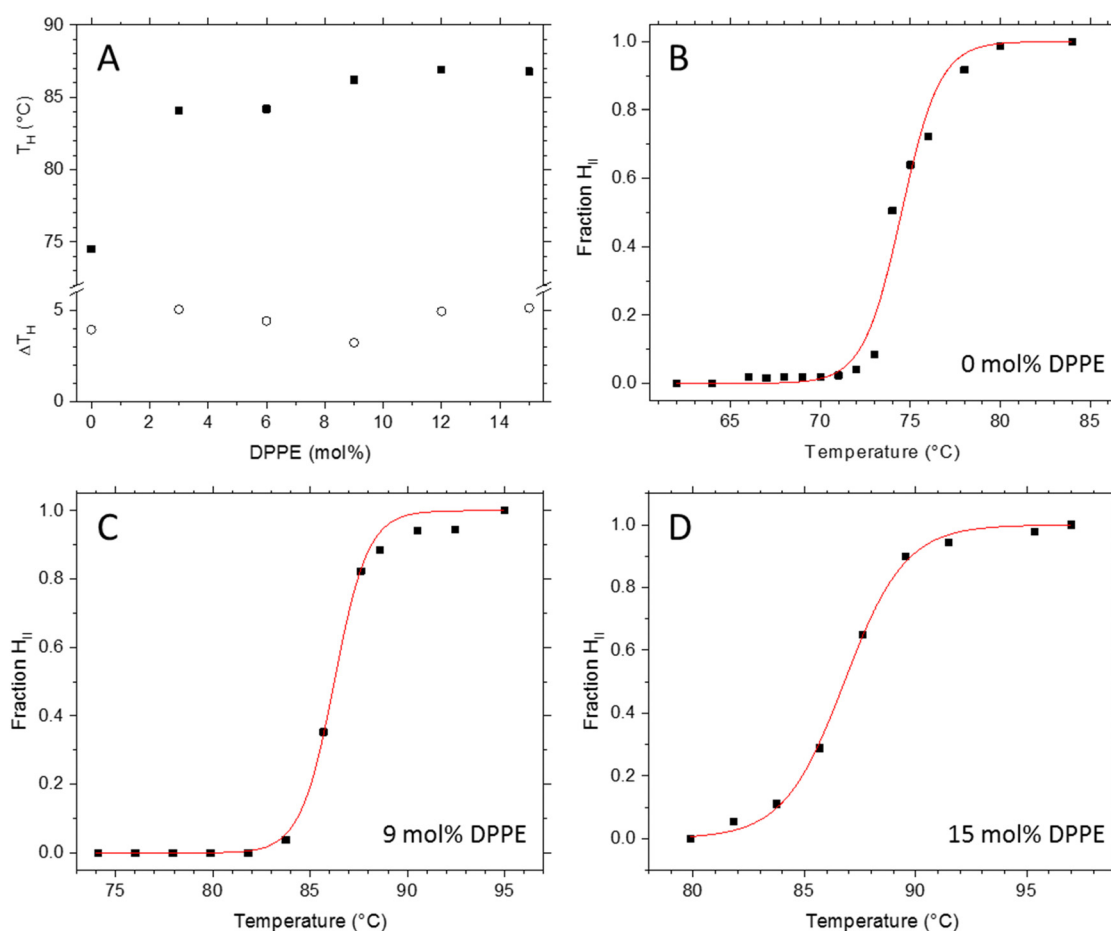 A
90
85
80
75
5
0
T_H (°C)
ΔT_H
0 2 4 6 8 10 12 14
DPPE (mol%)
B
1.0
0.8
0.6
0.4
0.2
0.0
Fraction H_II
0 mol% DPPE
65 70 75 80 85
Temperature (°C)
C
1.0
0.8
0.6
0.4
0.2
0.0
Fraction H_II
9 mol% DPPE
75 80 85 90 95
Temperature (°C)
D
1.0
0.8
0.6
0.4
0.2
0.0
Fraction H_II
15 mol% DPPE
80 85 90 95
Temperature (°C)